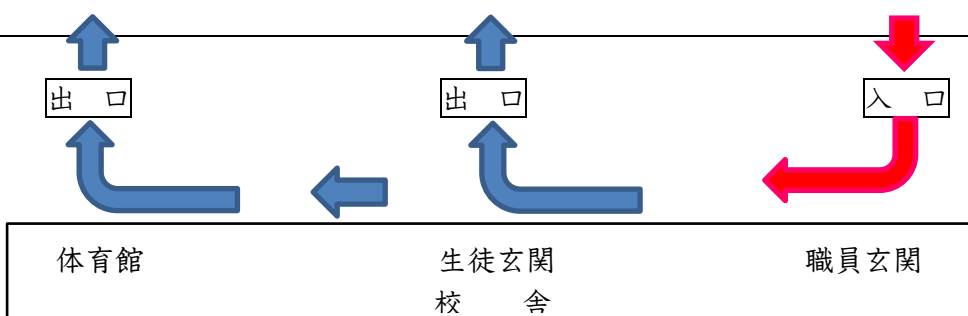 出 口 出 口 入 口
体育館 生徒玄関 職員玄関
校 舎